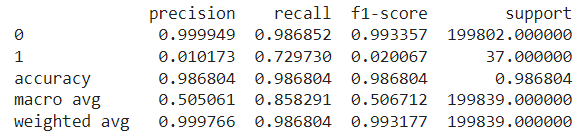 precision recall f1-score support
0 0.999949 0.986852 0.993357 199802.000000
1 0.010173 0.729730 0.020067 37.000000
accuracy 0.986804 0.986804 0.986804 0.986804
macro avg 0.505061 0.858291 0.506712 199839.000000
weighted avg 0.999766 0.986804 0.993177 199839.000000